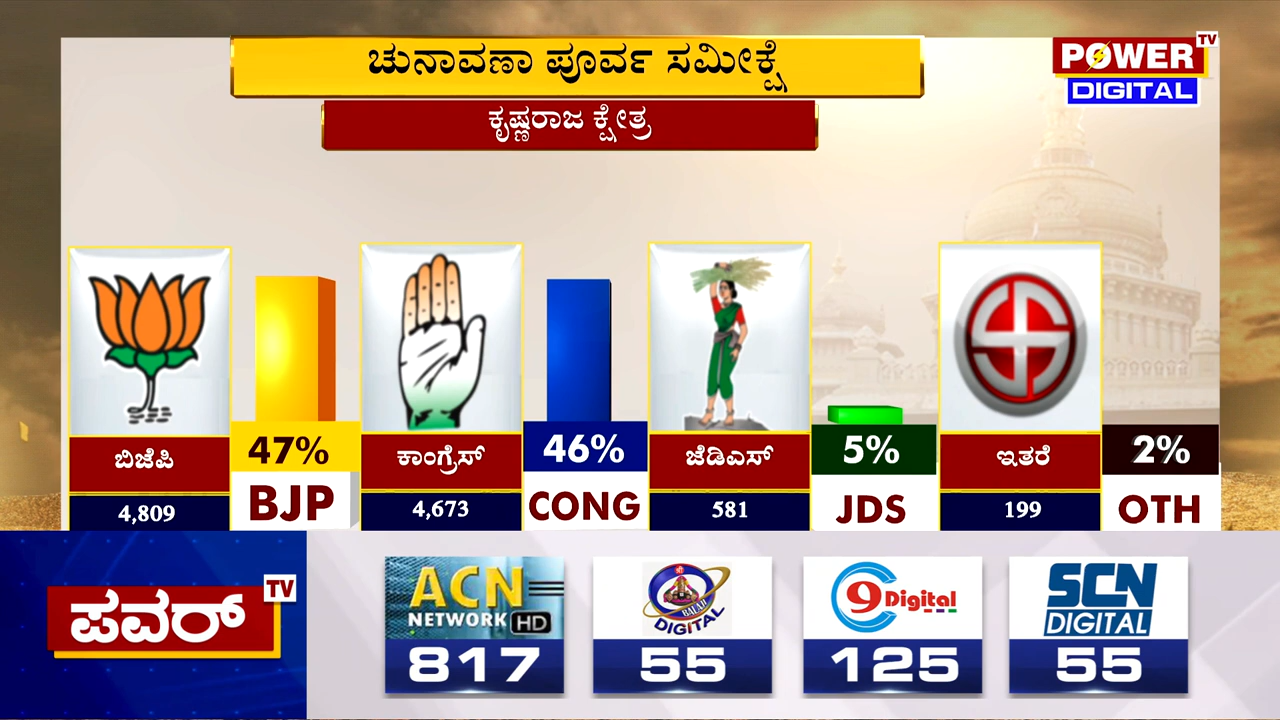 ಚುನಾವಣಾ ಪೂರ್ವ ಸಮೀಕ್ಷೆ
ಕೃಷ್ಣರಾಜ ಕ್ಷೇತ್ರ
POWER TV
DIGITAL
ಬಿಜೆಪಿ
4,809
47%
BJP
ಕಾಂಗ್ರೆಸ್
4,673
46%
CONG
ಜೆಡಿಎಸ್
581
5%
JDS
ಇತರೆ
199
2%
OTH
ಪವರ್ TV
ACN
NETWORK HD
817
BALAJI
DIGITAL
55
9 Digital
125
SCN
DIGITAL
55